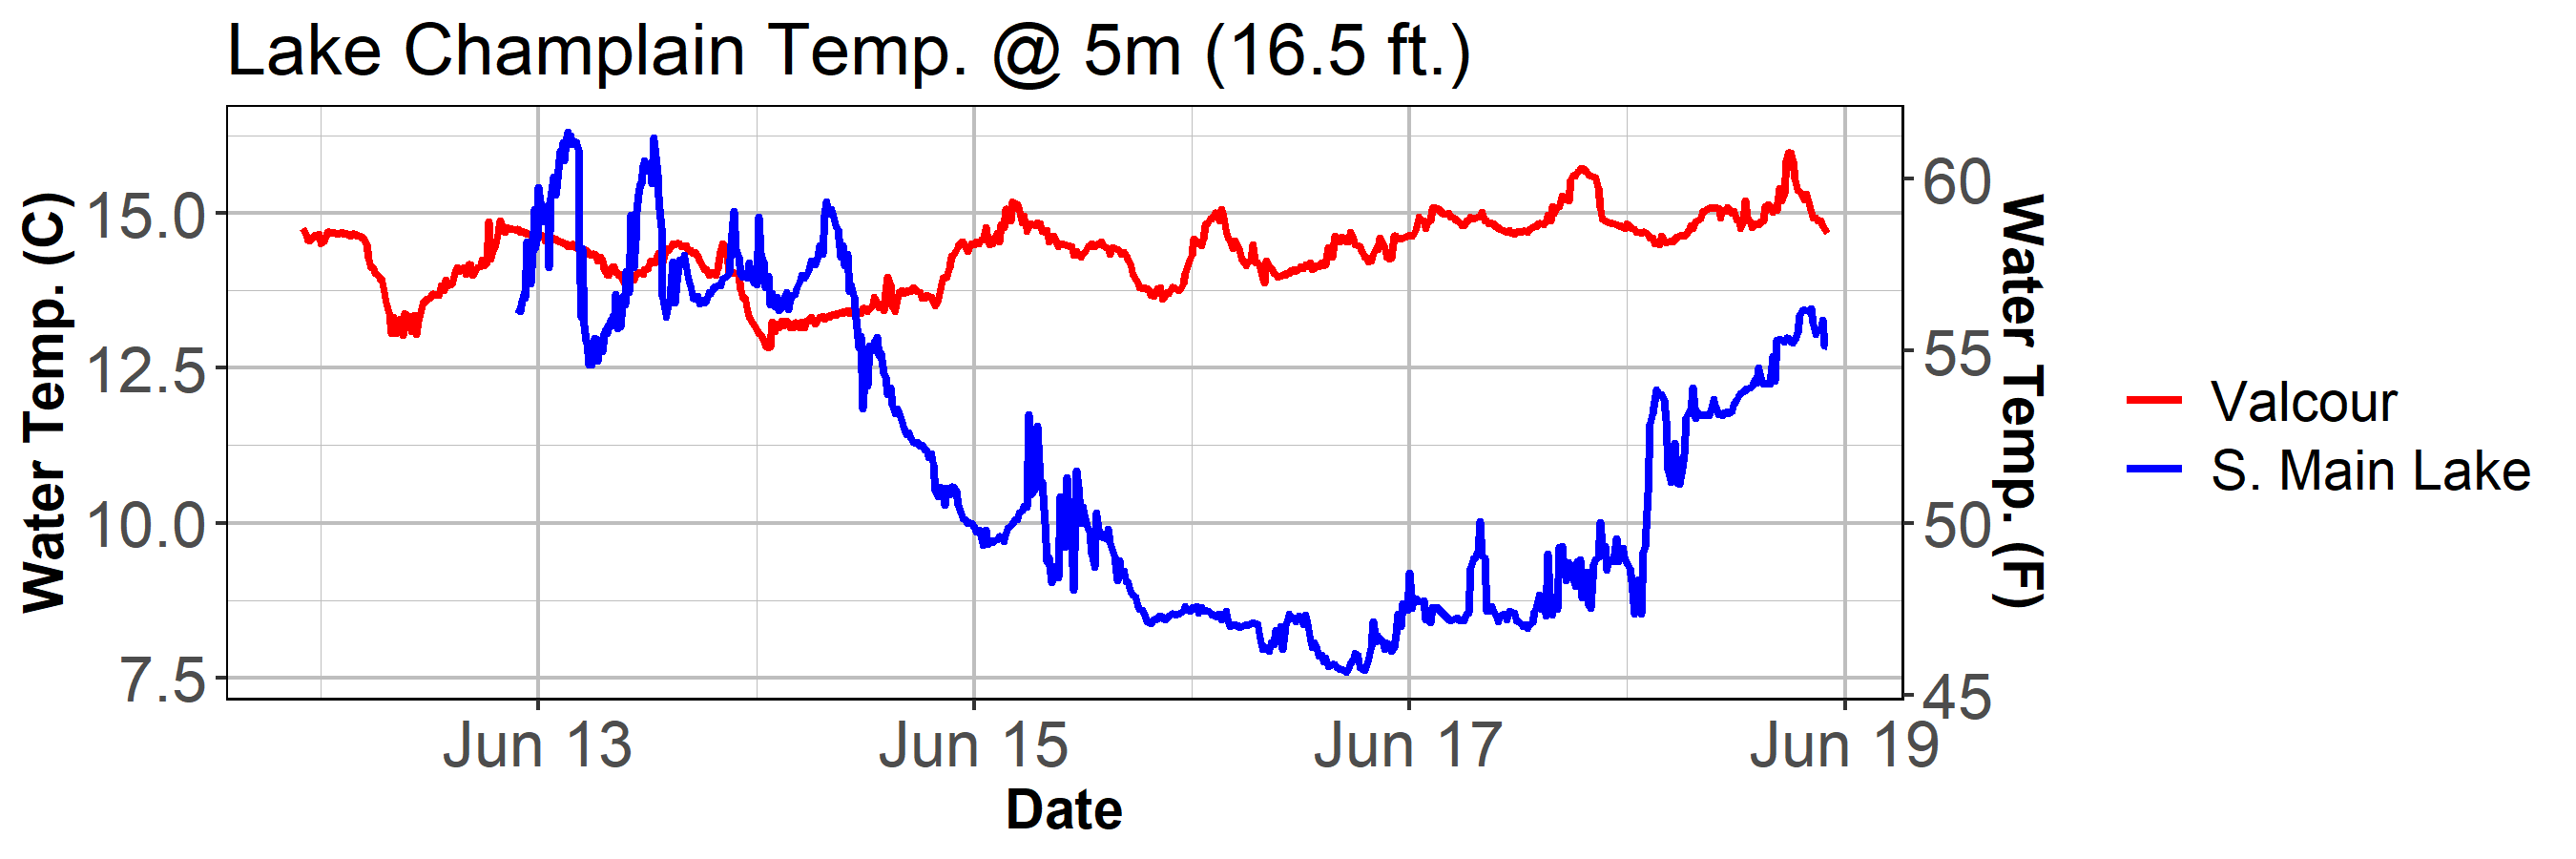 Lake Champlain Temp. @ 5m (16.5 ft.)
Water Temp. (C)
15.0
12.5
10.0
7.5
60
55
50
45
Water Temp. (F)
Jun 13
Jun 15
Jun 17
Jun 19
Date
Valcour
S. Main Lake